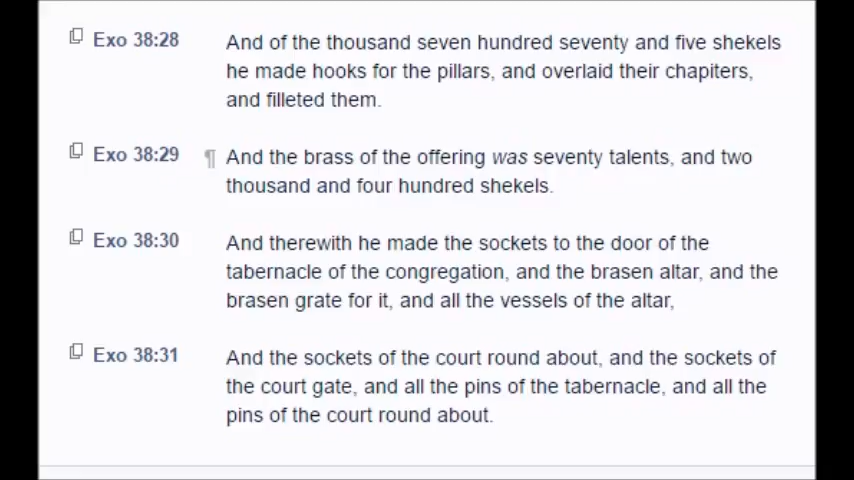 Exo 38:28 And of the thousand seven hundred seventy and five shekels
he made hooks for the pillars, and overlaid their chapiters,
and filleted them.
Exo 38:29 ¶ And the brass of the offering was seventy talents, and two
thousand and four hundred shekels.
Exo 38:30 And therewith he made the sockets to the door of the
tabernacle of the congregation, and the brasen altar, and the
brasen grate for it, and all the vessels of the altar,
Exo 38:31 And the sockets of the court round about, and the sockets of
the court gate, and all the pins of the tabernacle, and all the
pins of the court round about.